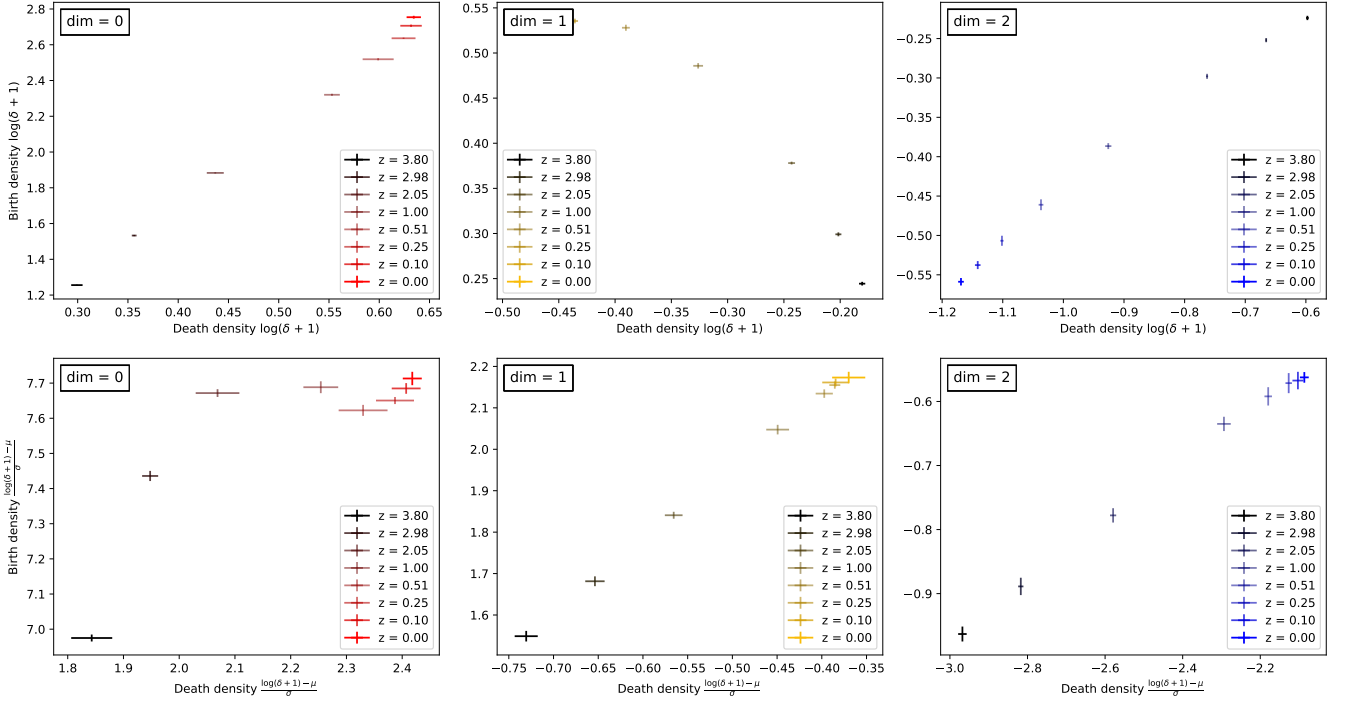 dim = 0
2.8
2.6
2.4
2.2
2.0
1.8
1.6
1.4
1.2
Birth density log(δ + 1)
0.30 0.35 0.40 0.45 0.50 0.55 0.60 0.65
Death density log(δ + 1)
z = 3.80
z = 2.98
z = 2.05
z = 1.00
z = 0.51
z = 0.25
z = 0.10
z = 0.00
dim = 1
0.55
0.50
0.45
0.40
0.35
0.30
0.25
−0.50 −0.45 −0.40 −0.35 −0.30 −0.25 −0.20
Death density log(δ + 1)
z = 3.80
z = 2.98
z = 2.05
z = 1.00
z = 0.51
z = 0.25
z = 0.10
z = 0.00
dim = 2
−0.25
−0.30
−0.35
−0.40
−0.45
−0.50
−0.55
−1.2 −1.1 −1.0 −0.9 −0.8 −0.7 −0.6
Death density log(δ + 1)
z = 3.80
z = 2.98
z = 2.05
z = 1.00
z = 0.51
z = 0.25
z = 0.10
z = 0.00
dim = 0
7.7
7.6
7.5
7.4
7.3
7.2
7.1
7.0
Birth density (log(δ+1)−μ)/σ
1.8 1.9 2.0 2.1 2.2 2.3 2.4
Death density (log(δ+1)−μ)/σ
z = 3.80
z = 2.98
z = 2.05
z = 1.00
z = 0.51
z = 0.25
z = 0.10
z = 0.00
dim = 1
2.2
2.1
2.0
1.9
1.8
1.7
1.6
−0.75 −0.70 −0.65 −0.60 −0.55 −0.50 −0.45 −0.40 −0.35
Death density (log(δ+1)−μ)/σ
z = 3.80
z = 2.98
z = 2.05
z = 1.00
z = 0.51
z = 0.25
z = 0.10
z = 0.00
dim = 2
−0.6
−0.7
−0.8
−0.9
−3.0 −2.8 −2.6 −2.4 −2.2
Death density (log(δ+1)−μ)/σ
z = 3.80
z = 2.98
z = 2.05
z = 1.00
z = 0.51
z = 0.25
z = 0.10
z = 0.00